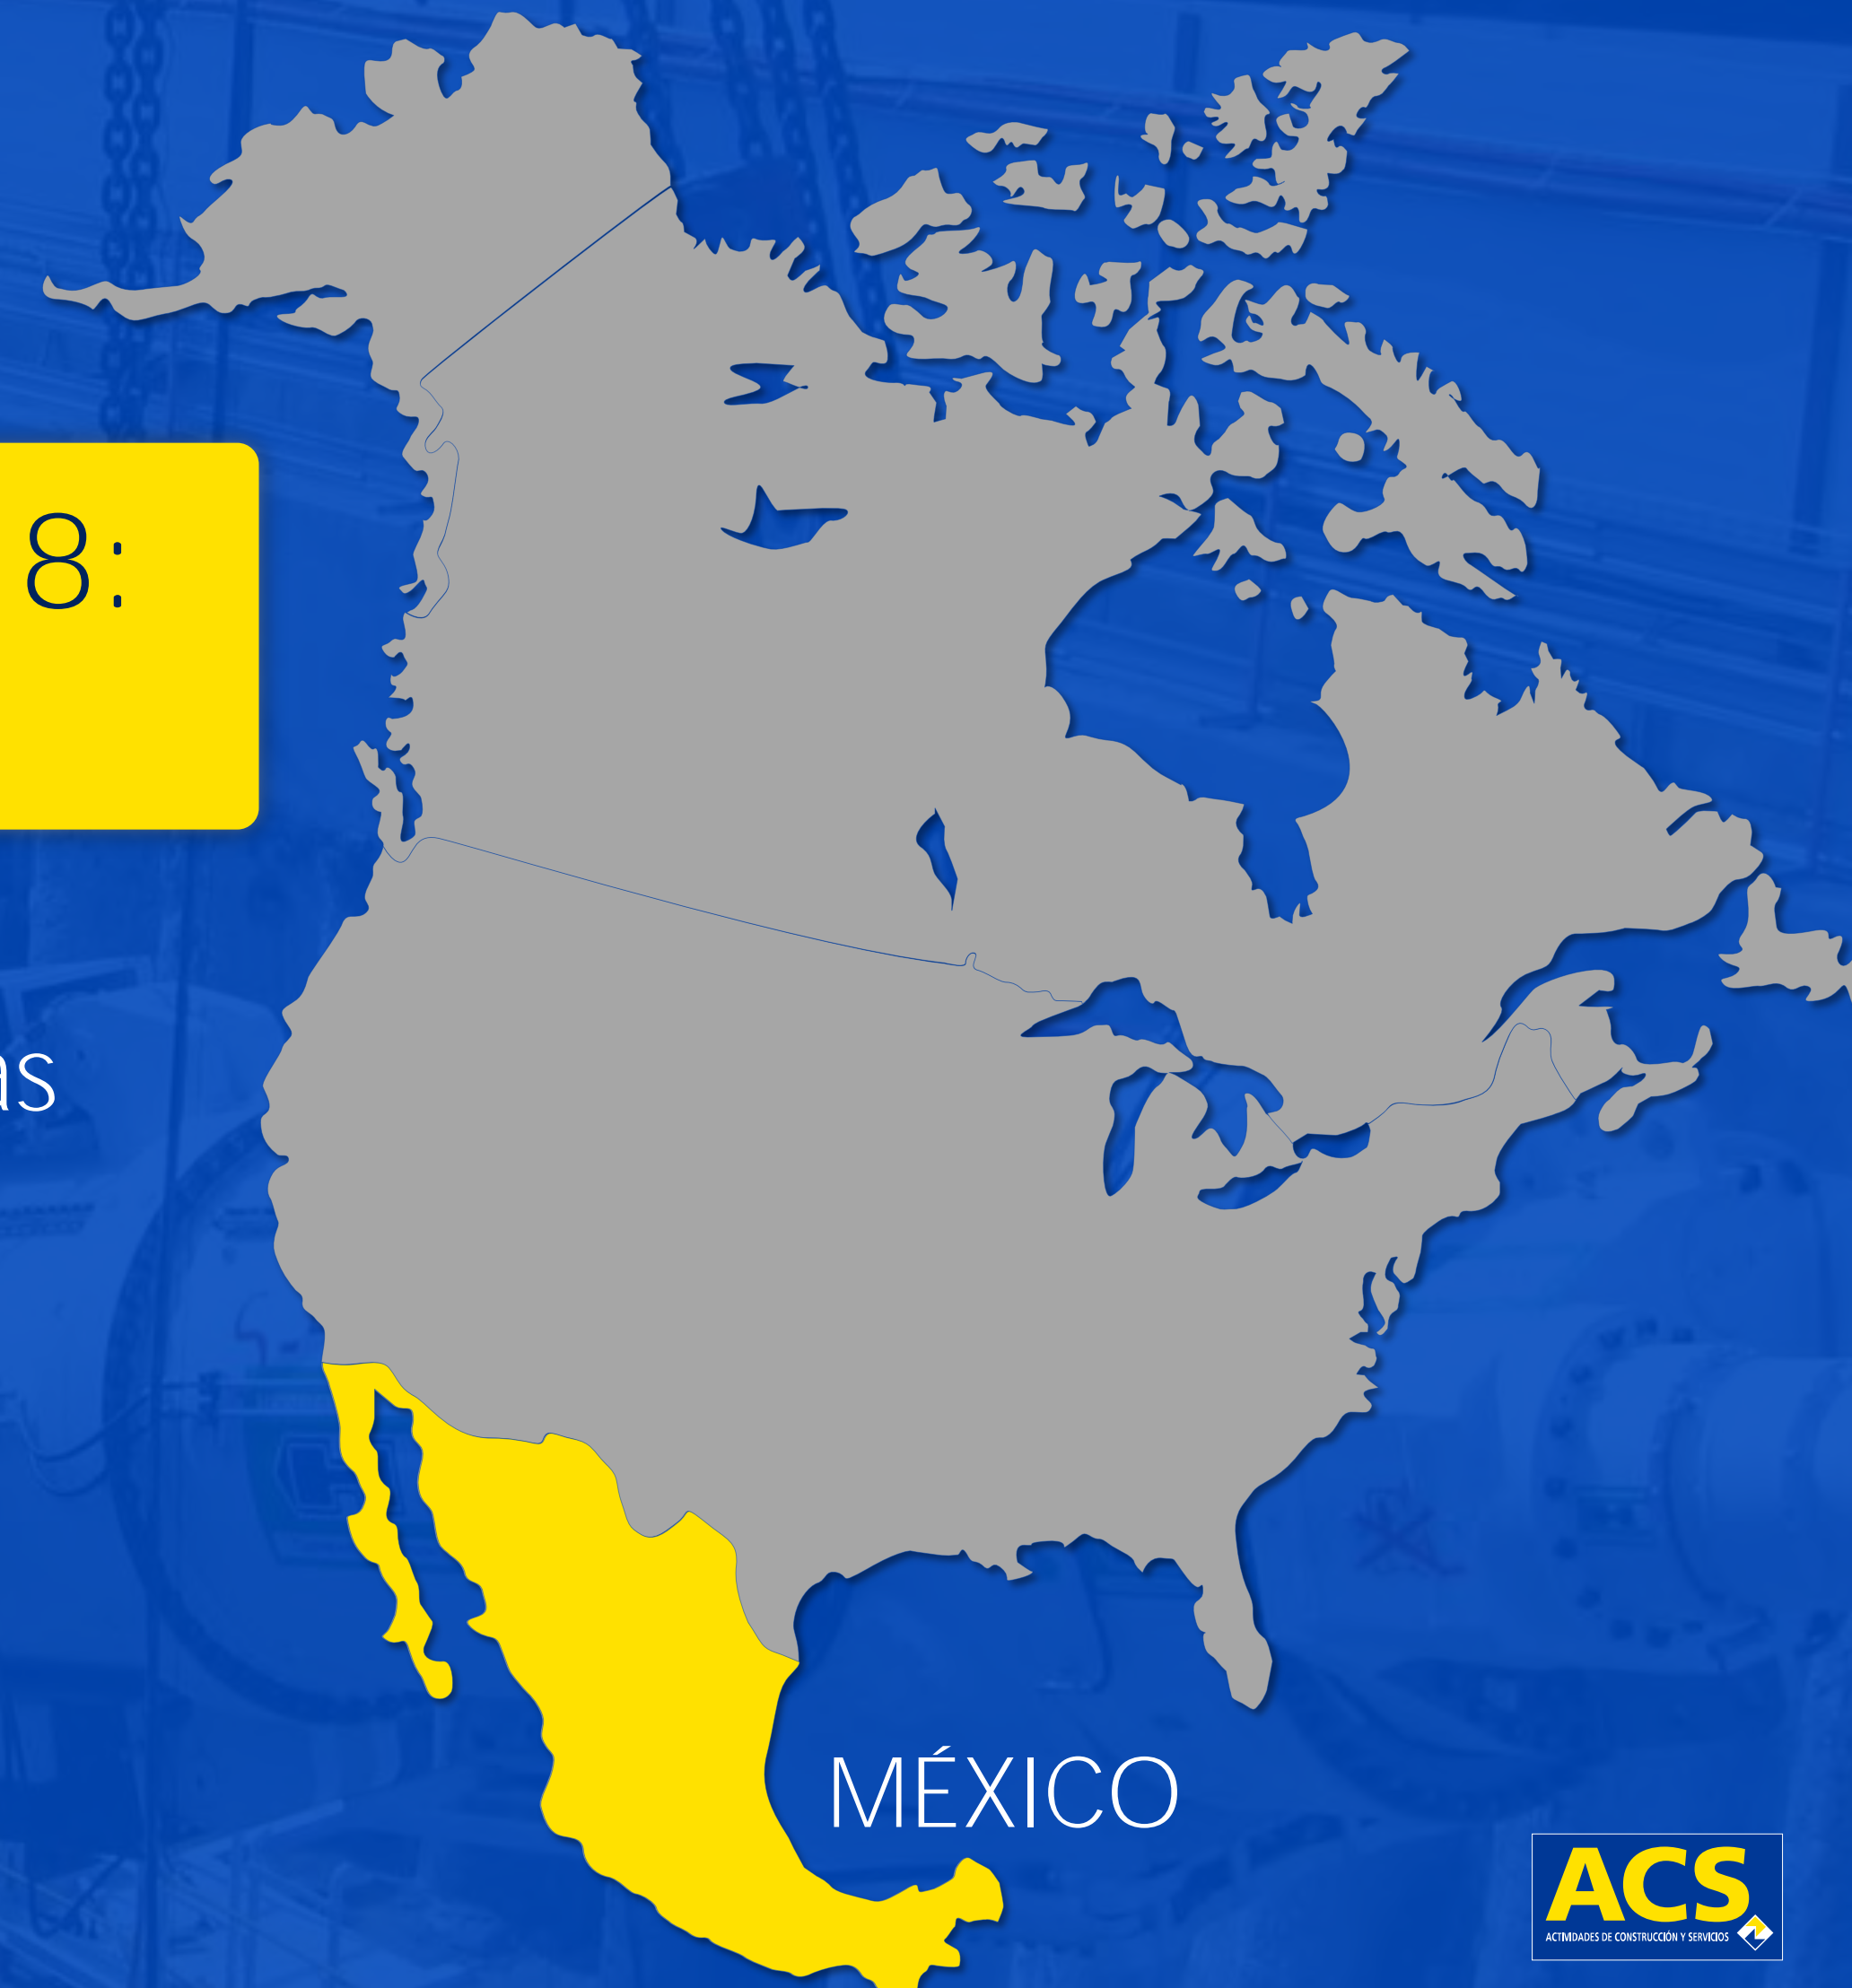 8:
as
MÉXICO
ACS
ACTIVIDADES DE CONSTRUCCIÓN Y SERVICIOS